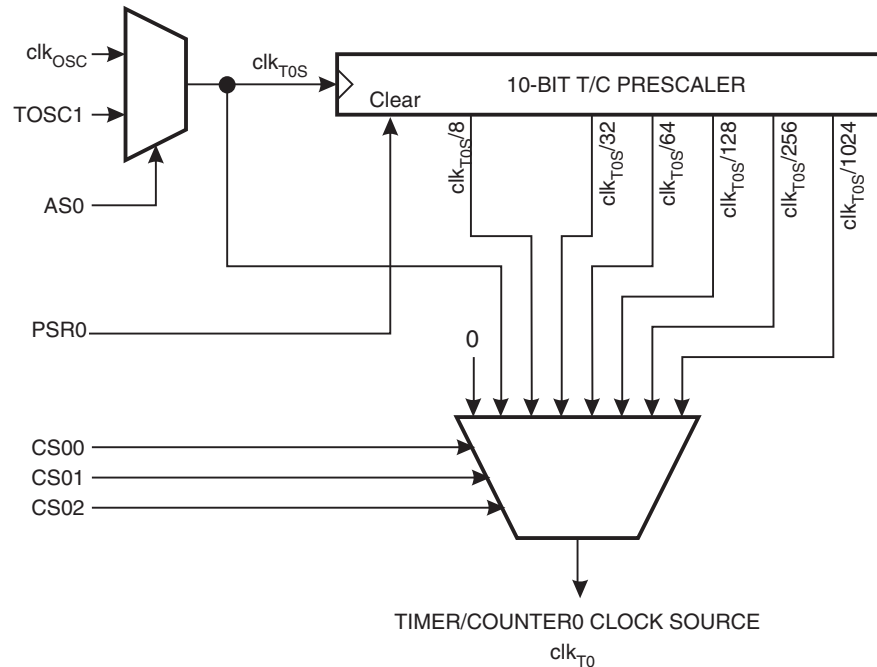 clkOSC
TOSC1
AS0
clkT0S
10-BIT T/C PRESCALER
Clear
clkT0S/8
clkT0S/32
clkT0S/64
clkT0S/128
clkT0S/256
clkT0S/1024
PSR0
0
CS00
CS01
CS02
TIMER/COUNTER0 CLOCK SOURCE
clkT0